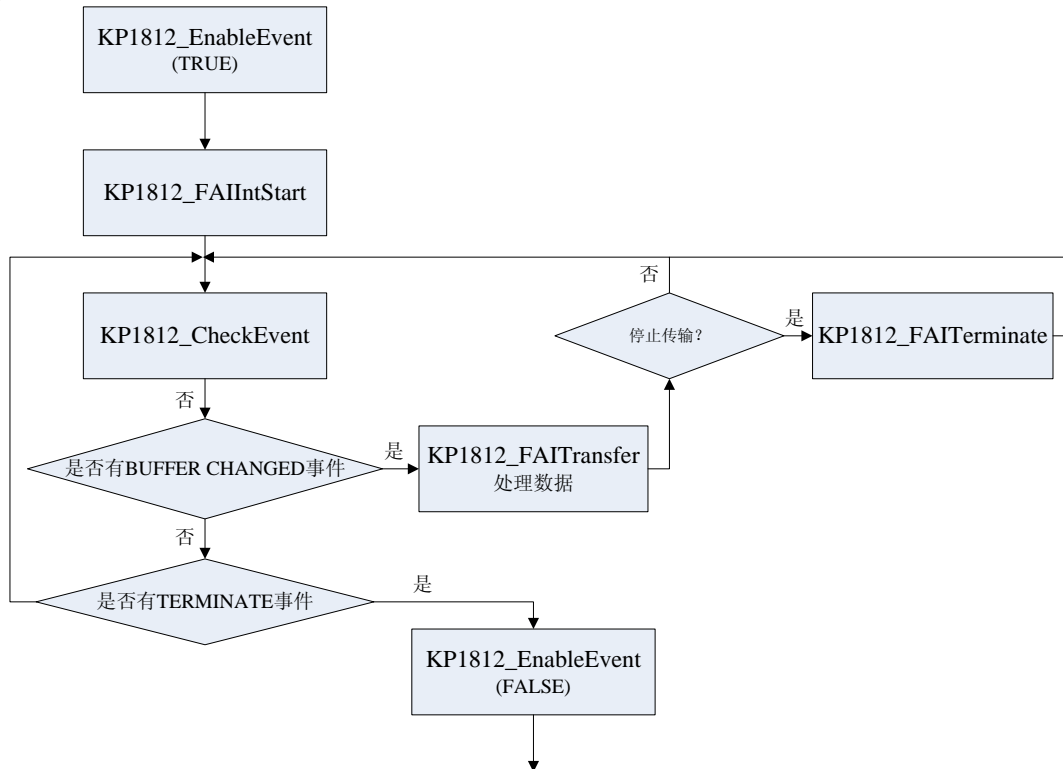 KP1812_EnableEvent
(TRUE)
KP1812_FAIIntStart
否
KP1812_CheckEvent
停止传输?
是
KP1812_FAITerminate
否
是否有BUFFER CHANGED事件
是
KP1812_FAITransfer
处理数据
否
是否有TERMINATE事件
是
KP1812_EnableEvent
(FALSE)